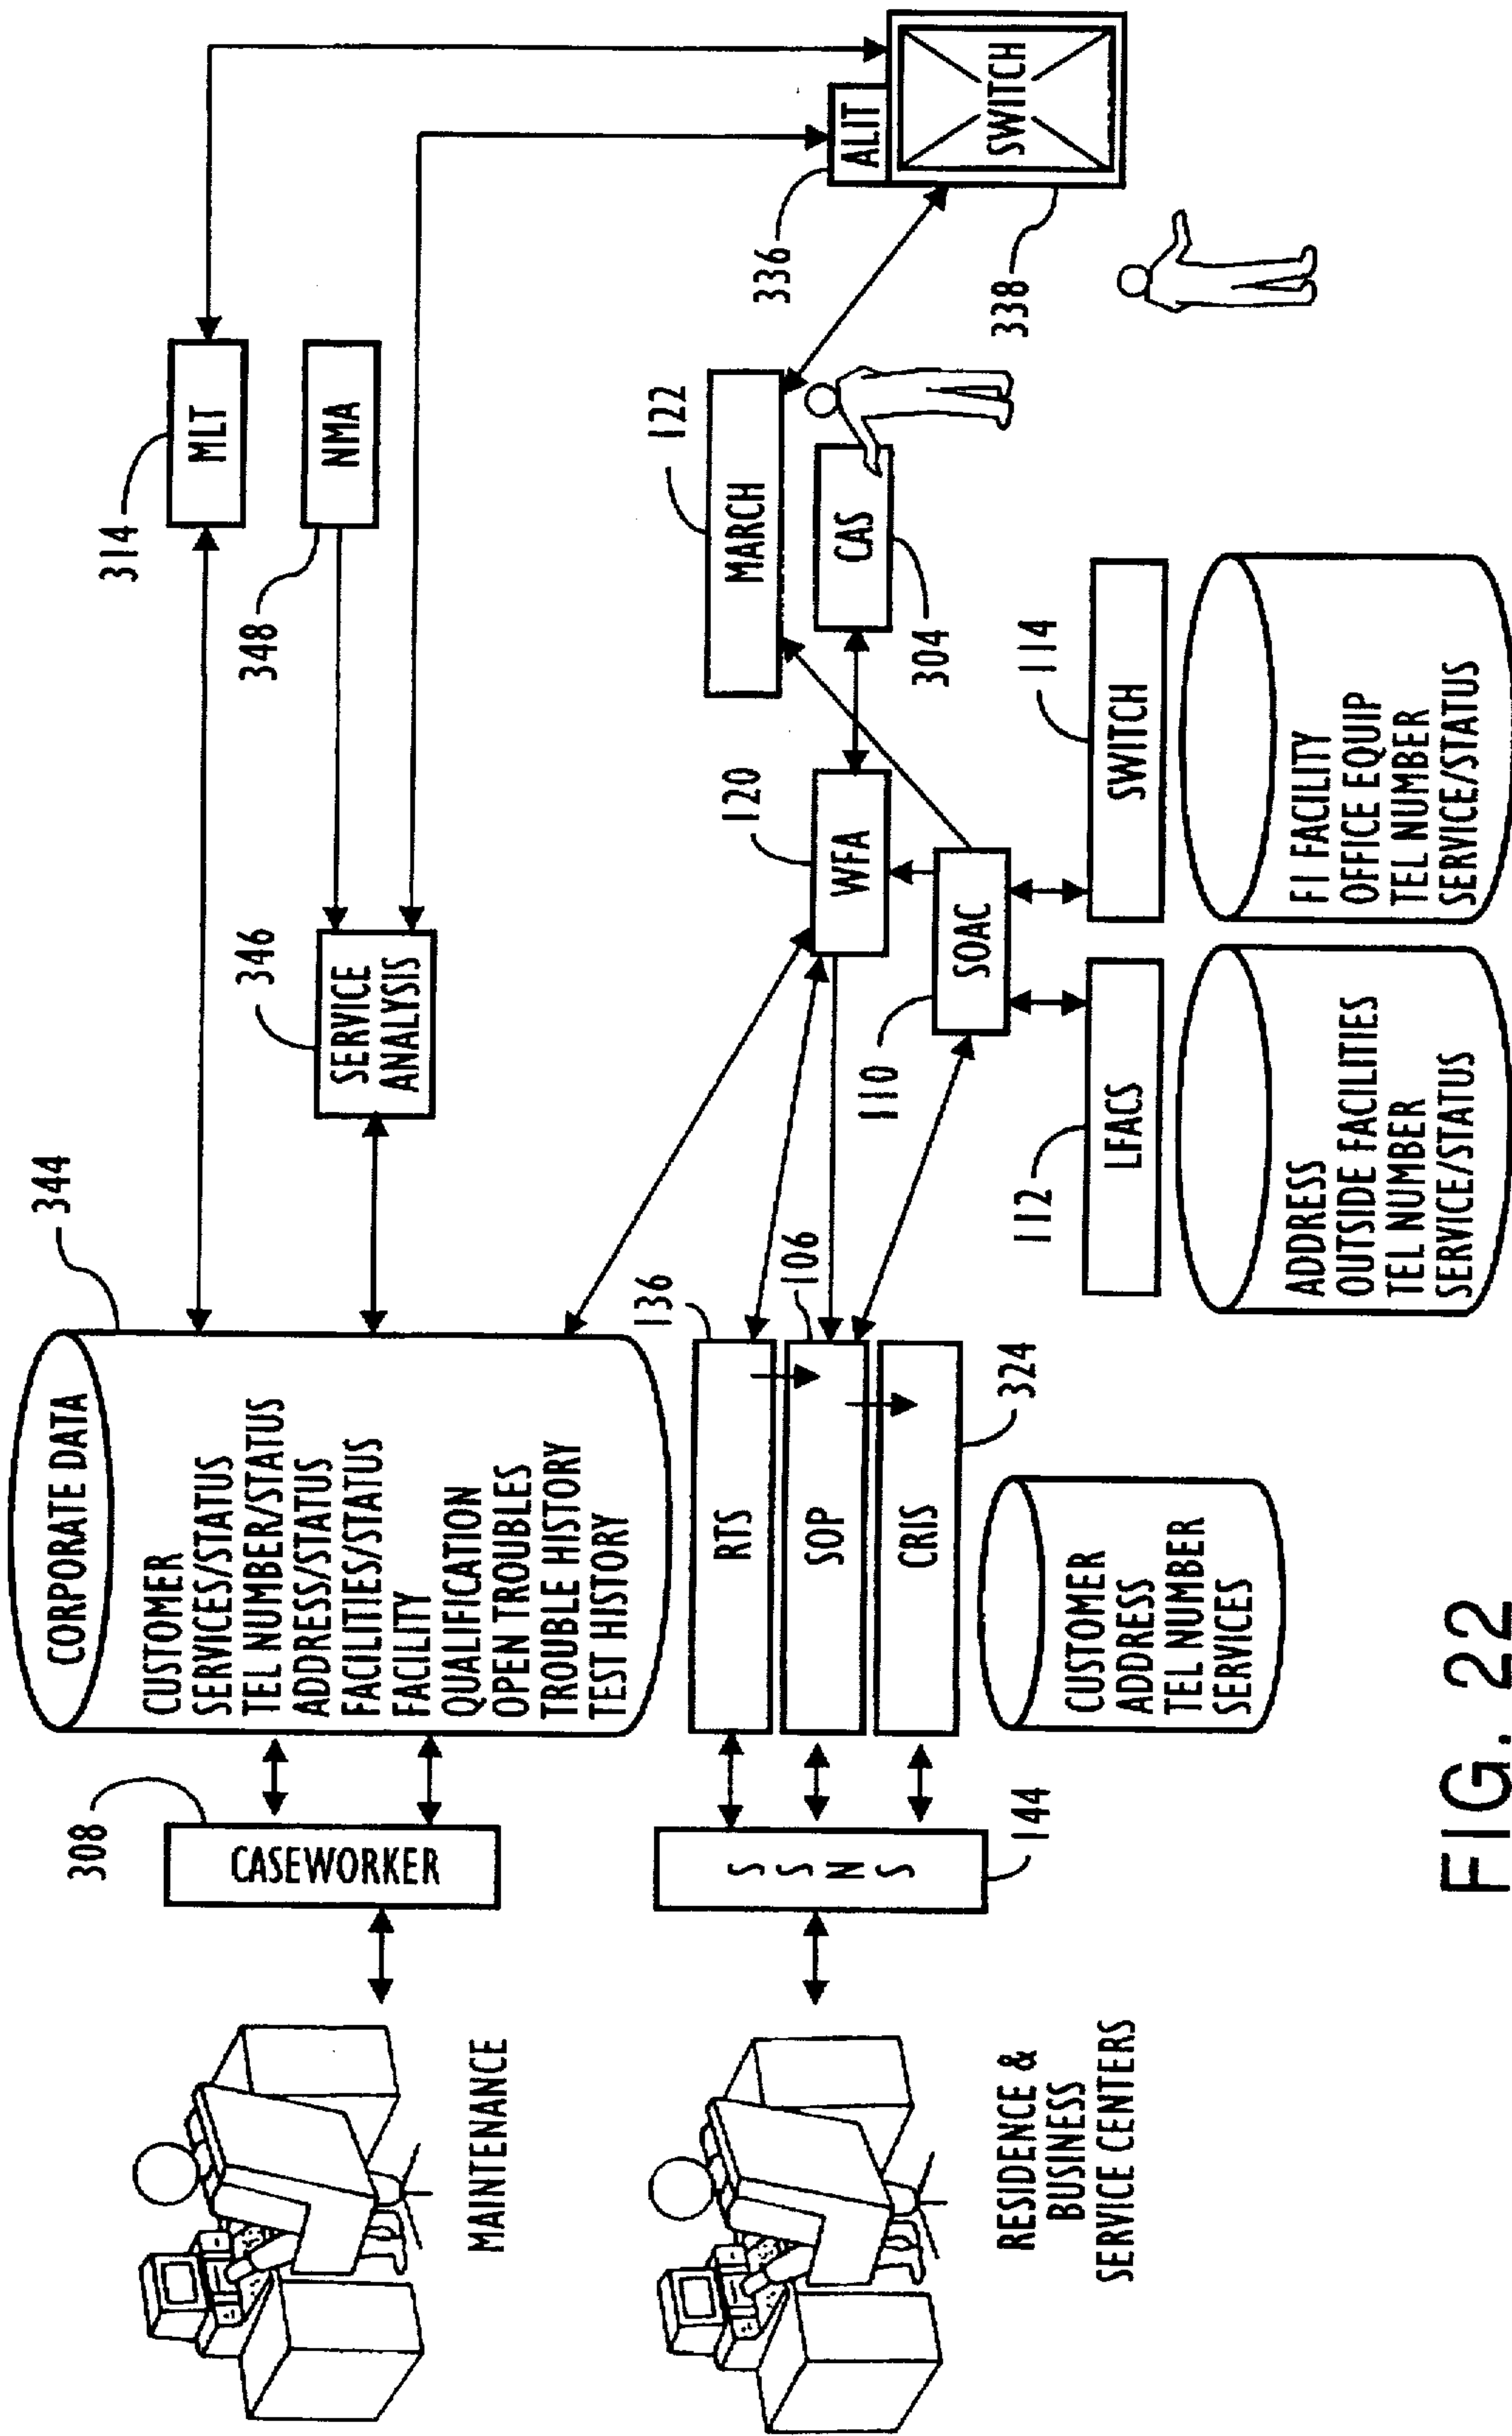 344
CORPORATE DATA
CUSTOMER
SERVICES/STATUS
TEL NUMBER/STATUS
ADDRESS/STATUS
FACILITIES/STATUS
FACILITY
QUALIFICATION
OPEN TROUBLES
TROUBLE HISTORY
TEST HISTORY
308
CASEWORKER
MAINTENANCE
314
MLT
348
NMA
346
SERVICE
ANALYSIS
336
ALIT
SWITCH
338
122
MARCH
CAS
304
120
WFA
110
SOAC
136
RTS
106
SOP
CRIS
324
SSNS
144
RESIDENCE &
BUSINESS
SERVICE CENTERS
CUSTOMER
ADDRESS
TEL NUMBER
SERVICES
112
LFACS
ADDRESS
OUTSIDE FACILITIES
TEL NUMBER
SERVICE/STATUS
114
SWITCH
F1 FACILITY
OFFICE EQUIP
TEL NUMBER
SERVICE/STATUS
FIG. 22